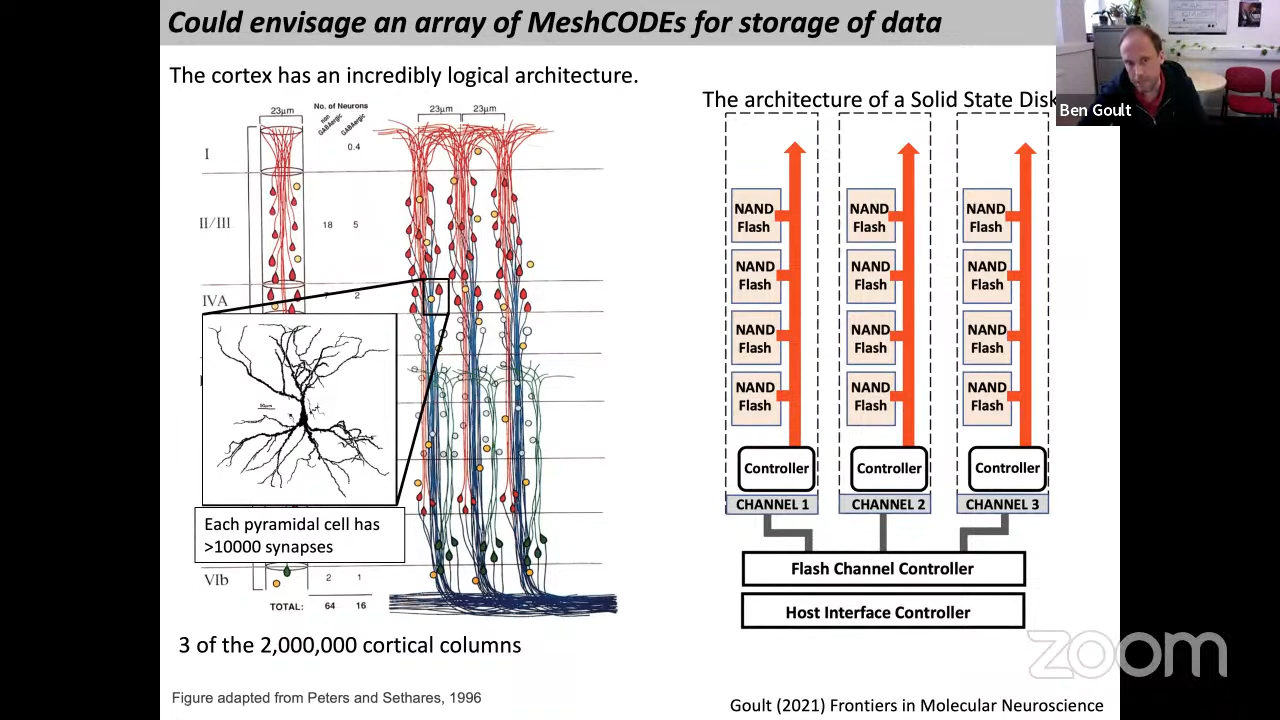 Could envisage an array of MeshCODEs for storage of data
The cortex has an incredibly logical architecture.
23µm
No. of Neurons
non GABAergic
GABAergic
23µm
23µm
I
0.4
II/III
18 5
IVA
2
VIb
2 1
TOTAL: 64 16
Each pyramidal cell has
>10000 synapses
3 of the 2,000,000 cortical columns
Figure adapted from Peters and Sethares, 1996
The architecture of a Solid State Disk
Ben Goult
NAND Flash
NAND Flash
NAND Flash
NAND Flash
NAND Flash
NAND Flash
NAND Flash
NAND Flash
NAND Flash
NAND Flash
NAND Flash
NAND Flash
Controller
Controller
Controller
CHANNEL 1
CHANNEL 2
CHANNEL 3
Flash Channel Controller
Host Interface Controller
zoom
Goult (2021) Frontiers in Molecular Neuroscience